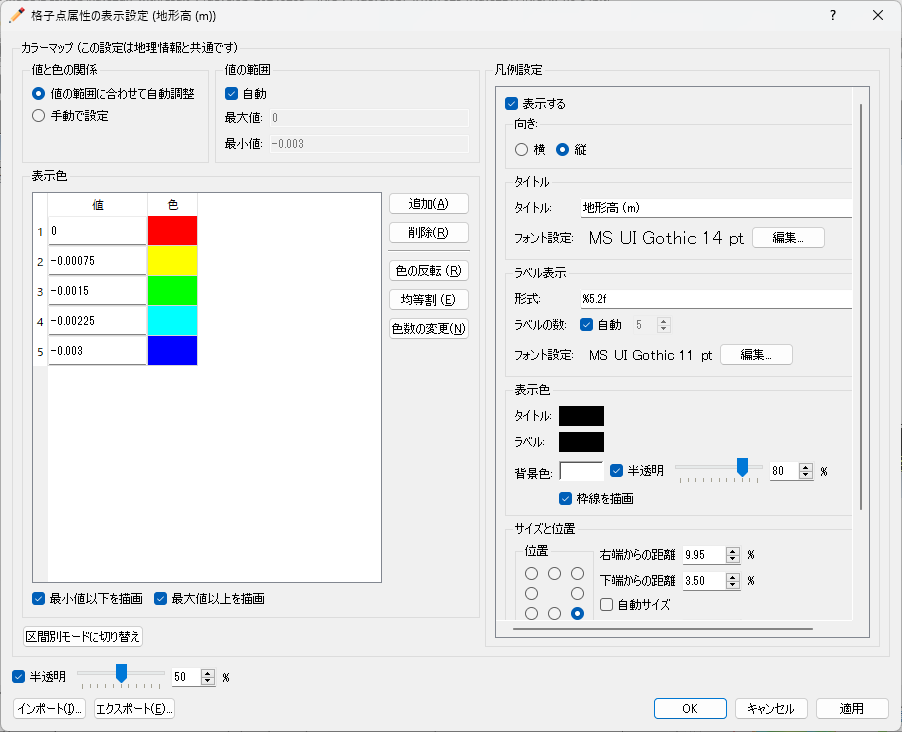 格子点属性の表示設定 (地形高 (m))
?
カラーマップ (この設定は地理情報と共通です)
値と色の関係
値の範囲に合わせて自動調整
手動で設定
値の範囲
自動
最大値: 0
最小値: -0.003
表示色
値 色
1 0
2 -0.00075
3 -0.0015
4 -0.00225
5 -0.003
追加(A)
削除(R)
色の反転 (R)
均等割 (E)
色数の変更(N)
最小値以下を描画 最大値以上を描画
区間別モードに切り替え
凡例設定
表示する
向き:
横 縦
タイトル
タイトル: 地形高 (m)
フォント設定: MS UI Gothic 14 pt 編集...
ラベル表示
形式: %5.2f
ラベルの数: 自動 5
フォント設定: MS UI Gothic 11 pt 編集...
表示色
タイトル:
ラベル:
背景色: 半透明 80 %
枠線を描画
サイズと位置
位置
右端からの距離 9.95 %
下端からの距離 3.50 %
自動サイズ
半透明 50 %
インポート(I)... エクスポート(E)...
OK キャンセル 適用